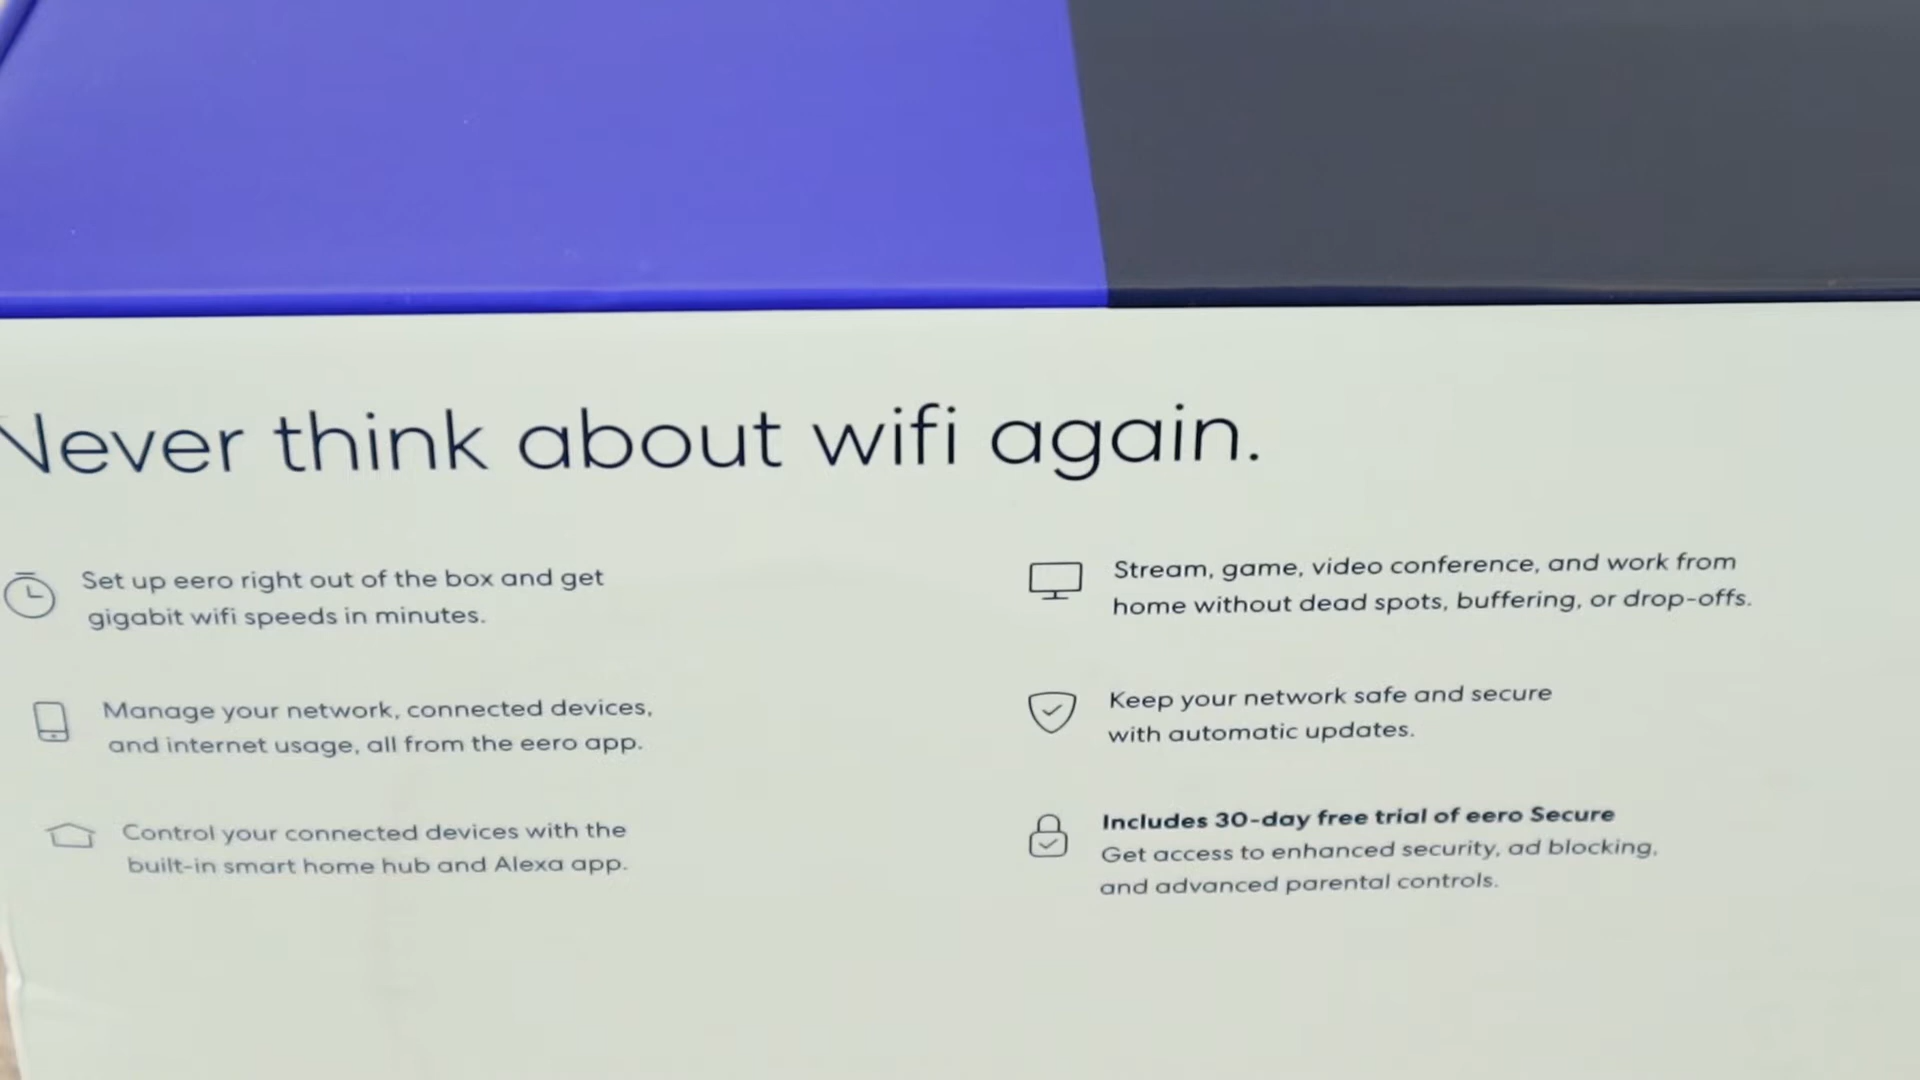 Never think about wifi again.
Set up eero right out of the box and get
gigabit wifi speeds in minutes.
Manage your network, connected devices,
and internet usage, all from the eero app.
Control your connected devices with the
built-in smart home hub and Alexa app.
Stream, game, video conference, and work from
home without dead spots, buffering, or drop-offs.
Keep your network safe and secure
with automatic updates.
Includes 30-day free trial of eero Secure
Get access to enhanced security, ad blocking,
and advanced parental controls.